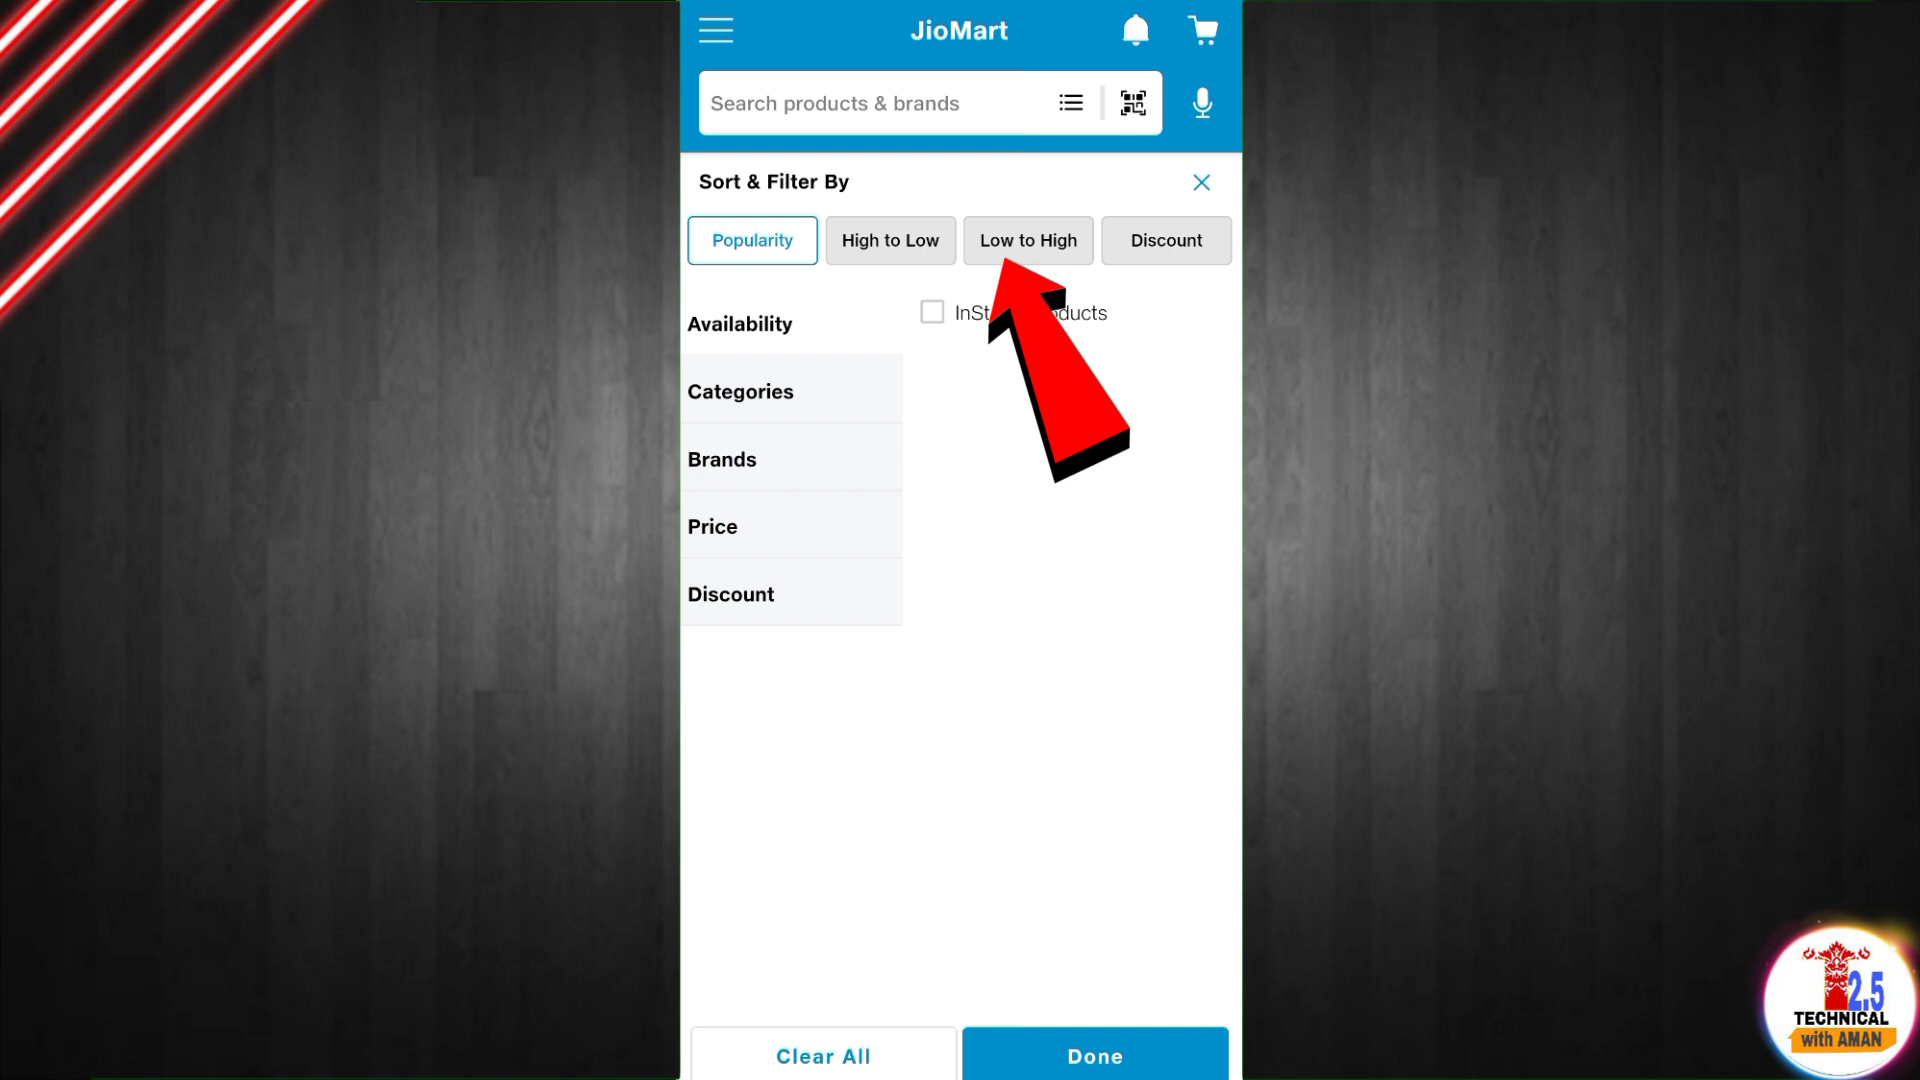 JioMart
Search products & brands
Sort & Filter By
Popularity
High to Low
Low to High
Discount
Availability
Categories
Brands
Price
Discount
Clear All
Done
2.5
TECHNICAL
with AMAN